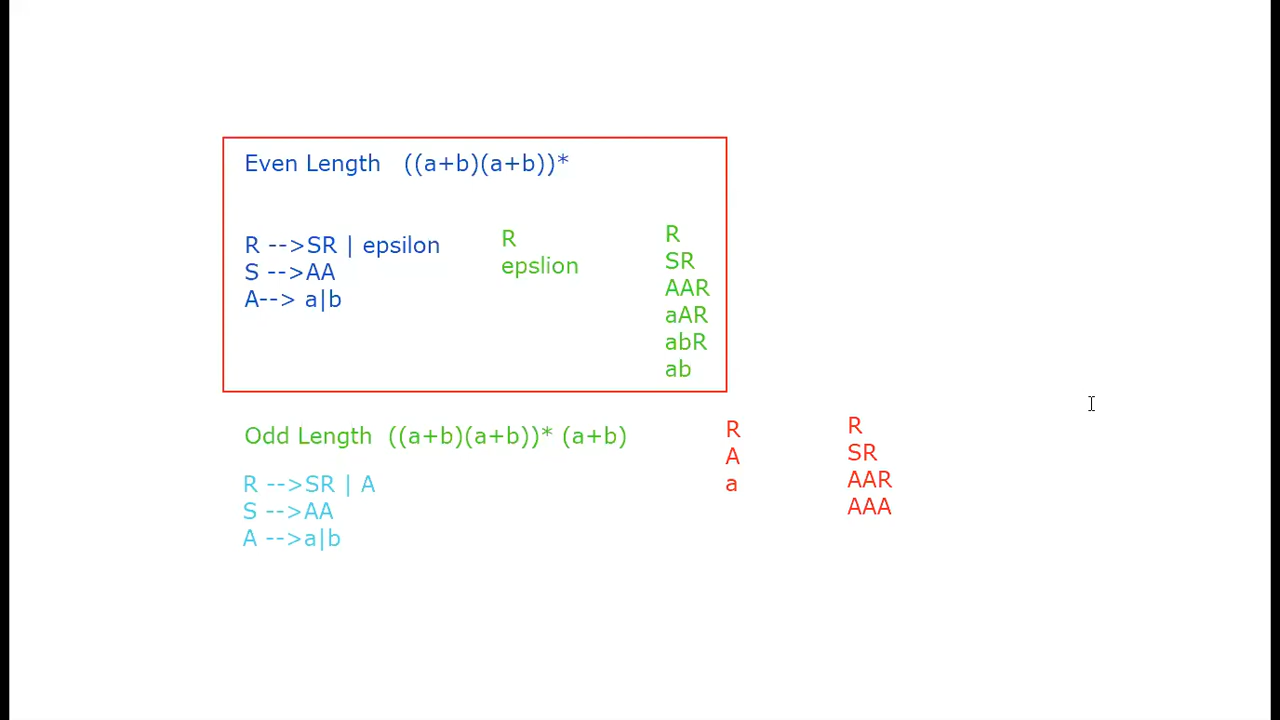 Even Length   ((a+b)(a+b))*
R -->SR | epsilon
S -->AA
A--> a|b
R
epslion
R
SR
AAR
aAR
abR
ab
Odd Length  ((a+b)(a+b))* (a+b)
R -->SR | A
S -->AA
A -->a|b
R
A
a
R
SR
AAR
AAA